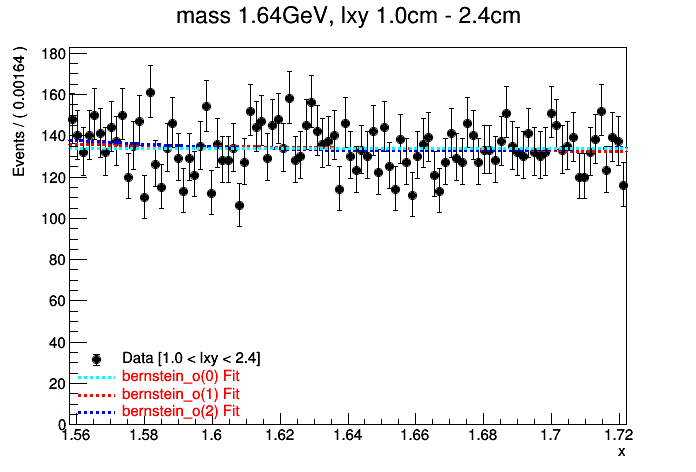 mass 1.64GeV, lxy 1.0cm - 2.4cm
Events / ( 0.00164 )
180
160
140
120
100
80
60
40
20
0
Data [1.0 < lxy < 2.4]
bernstein_o(0) Fit
bernstein_o(1) Fit
bernstein_o(2) Fit
1.56 1.58 1.6 1.62 1.64 1.66 1.68 1.7 1.72
x